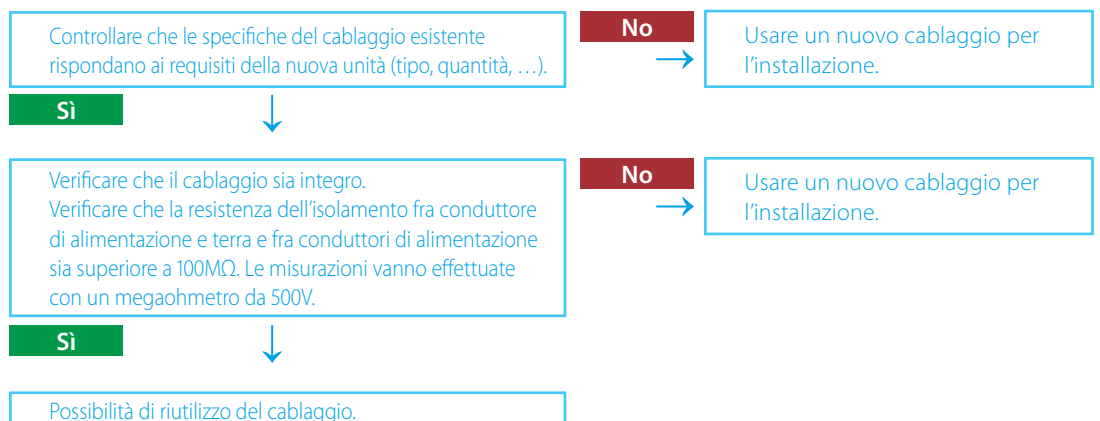 Controllare che le specifiche del cablaggio esistente
rispondano ai requisiti della nuova unità (tipo, quantità, …).
No
Usare un nuovo cablaggio per
l'installazione.
Sì
Verificare che il cablaggio sia integro.
Verificare che la resistenza dell'isolamento fra conduttore
di alimentazione e terra e fra conduttori di alimentazione
sia superiore a 100MΩ. Le misurazioni vanno effettuate
con un megaohmetro da 500V.
No
Usare un nuovo cablaggio per
l'installazione.
Sì
Possibilità di riutilizzo del cablaggio.